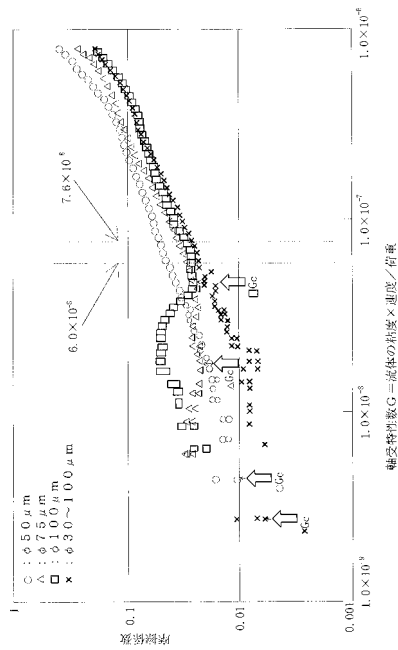 ○：φ50μm
△：φ75μm
□：φ100μm
×：φ30～100μm
7.6×10⁻⁸
6.0×10⁻⁸
摩擦係数
1
0.1
0.01
0.001
□Gc
△Gc
○Gc
×Gc
1.0×10⁻⁹
1.0×10⁻⁸
1.0×10⁻⁷
1.0×10⁻⁶
軸受特性数G＝流体の粘度×速度／荷重